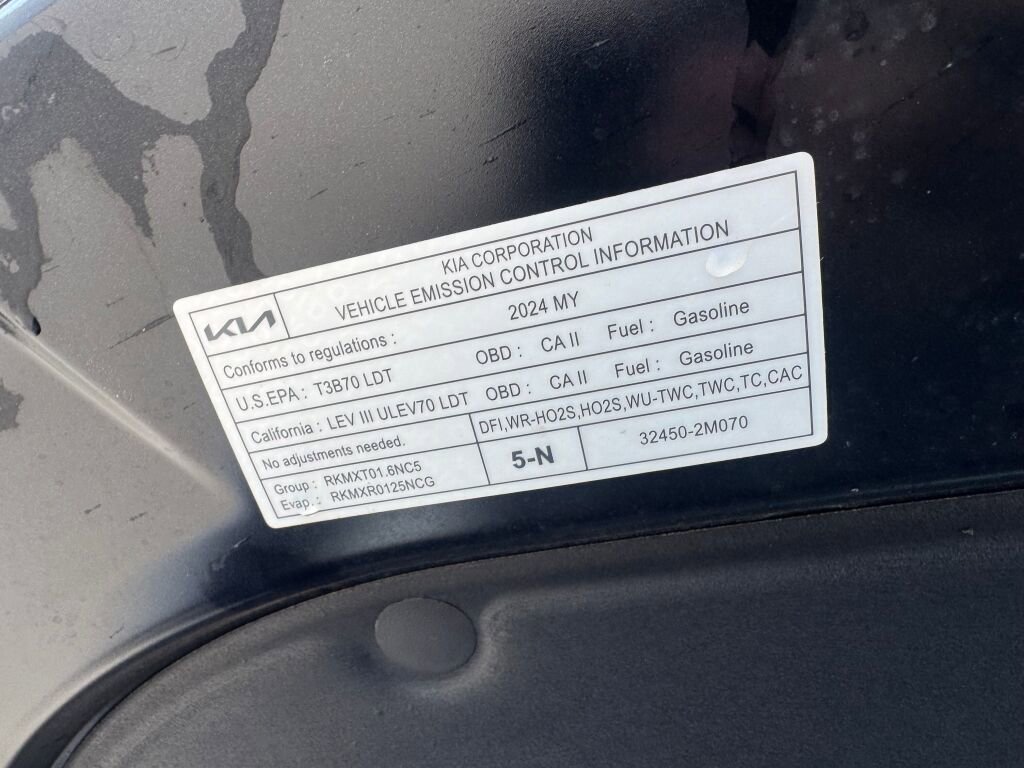 KIA
KIA CORPORATION
VEHICLE EMISSION CONTROL INFORMATION
Conforms to regulations : 2024 MY
U.S.EPA : T3B70 LDT OBD : CA II Fuel : Gasoline
California : LEV III ULEV70 LDT OBD : CA II Fuel : Gasoline
No adjustments needed. DFI,WR-HO2S,HO2S,WU-TWC,TWC,TC,CAC
Group : RKMXT01.6NC5
Evap. : RKMXR0125NCG
5-N
32450-2M070